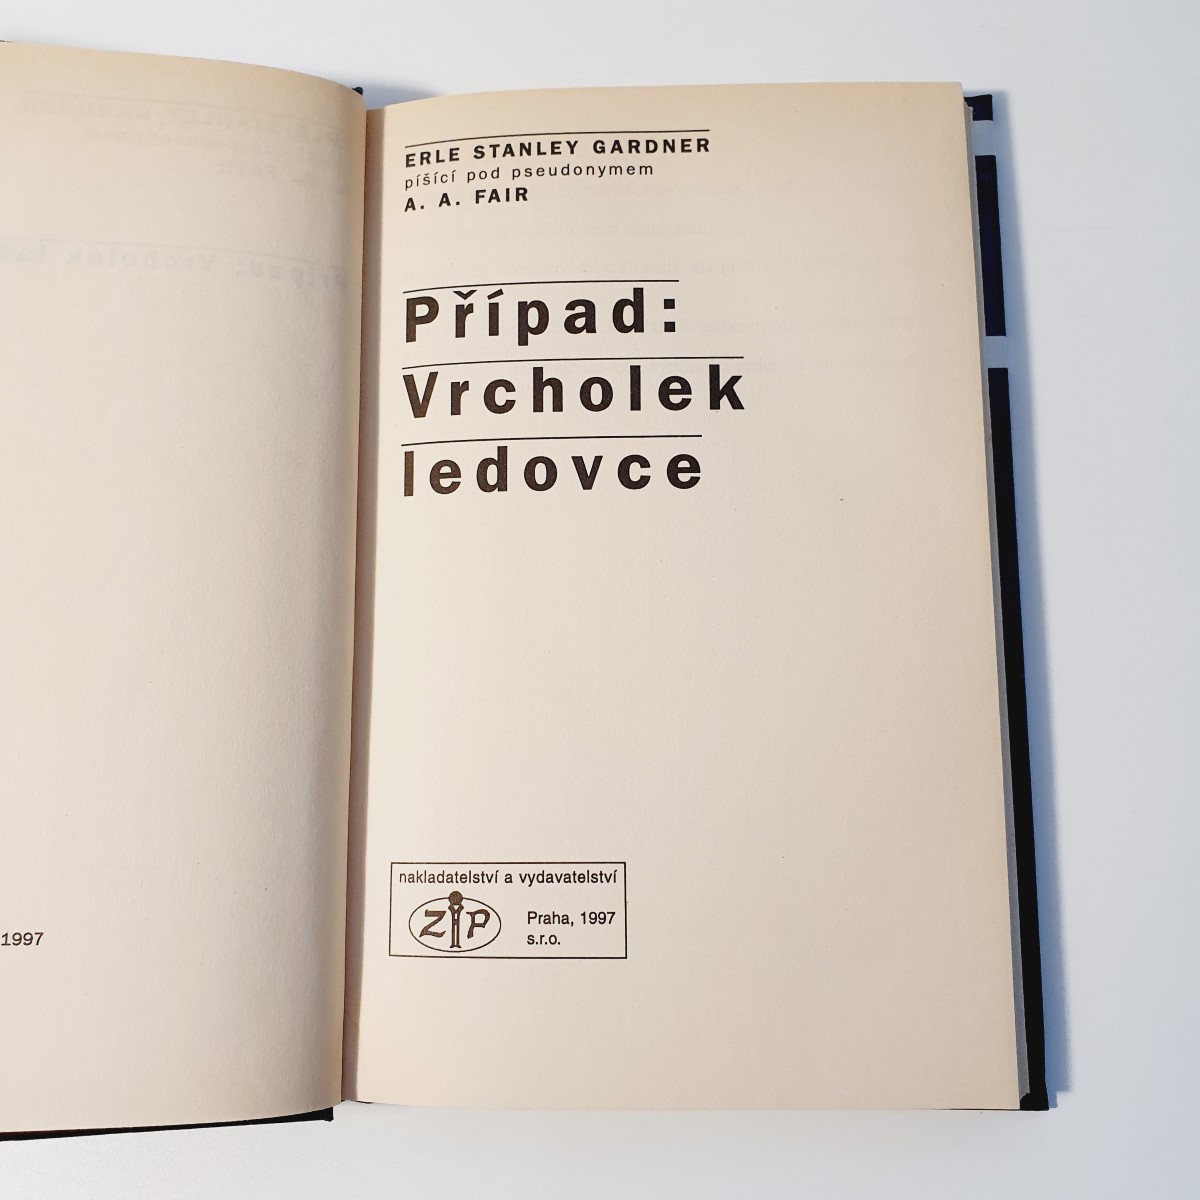 1997
ERLE STANLEY GARDNER
píšící pod pseudonymem
A. A. FAIR
Případ:
Vrcholek
ledovce
nakladatelství a vydavatelství
ZIP
Praha, 1997
s.r.o.